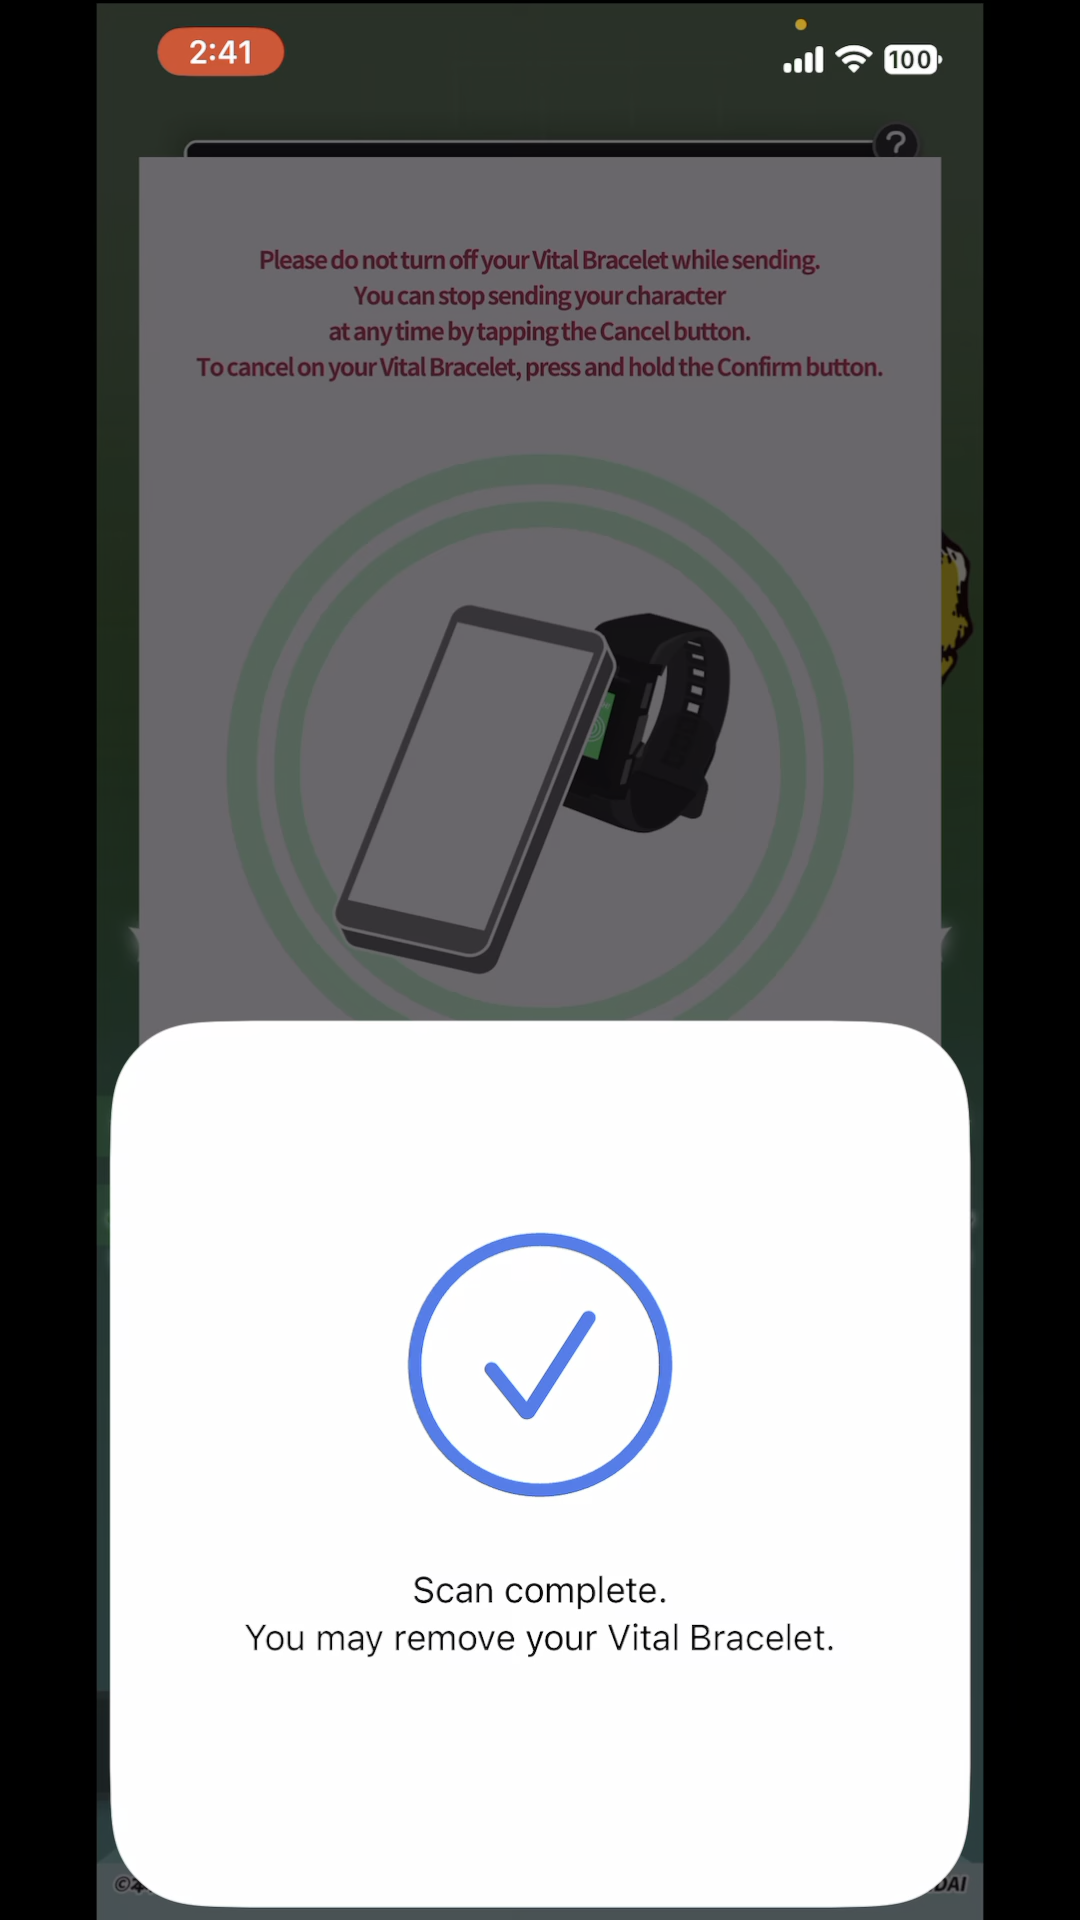 2:41
100
?
Please do not turn off your Vital Bracelet while sending.
You can stop sending your character
at any time by tapping the Cancel button.
To cancel on your Vital Bracelet, press and hold the Confirm button.
Scan complete.
You may remove your Vital Bracelet.